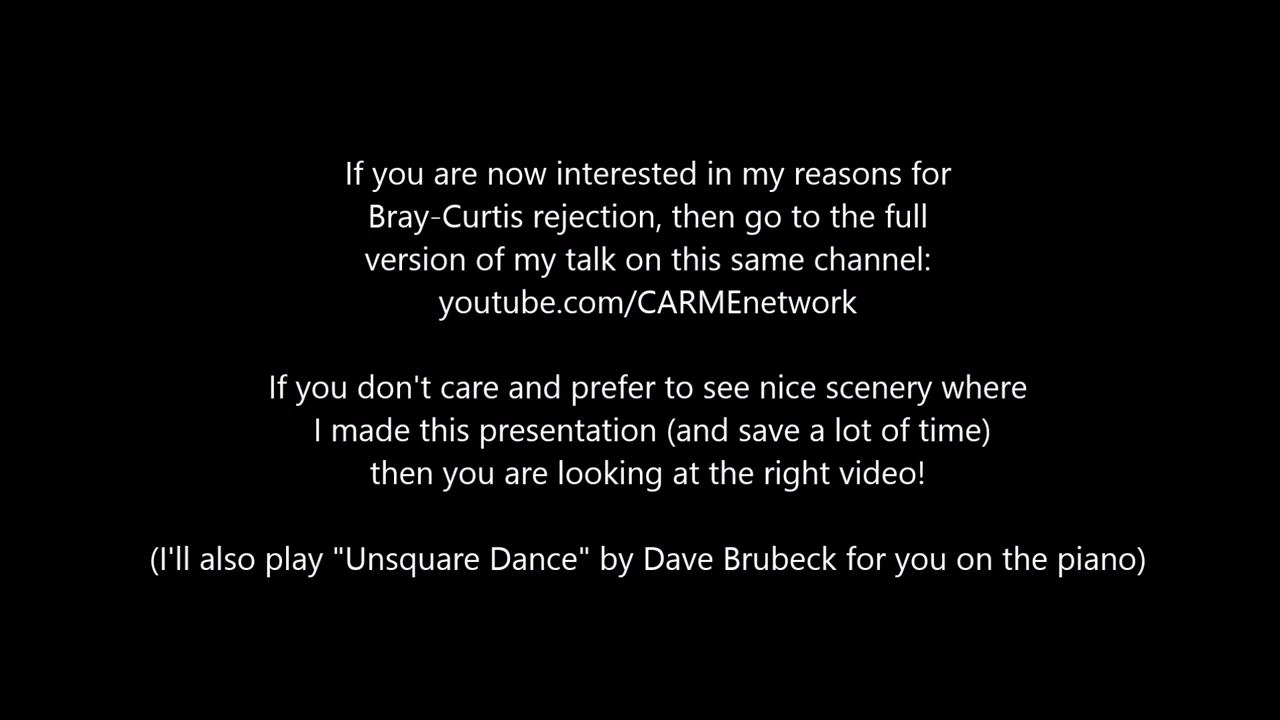 If you are now interested in my reasons for
Bray-Curtis rejection, then go to the full
version of my talk on this same channel:
youtube.com/CARMEnetwork
If you don't care and prefer to see nice scenery where
I made this presentation (and save a lot of time)
then you are looking at the right video!
(I'll also play "Unsquare Dance" by Dave Brubeck for you on the piano)